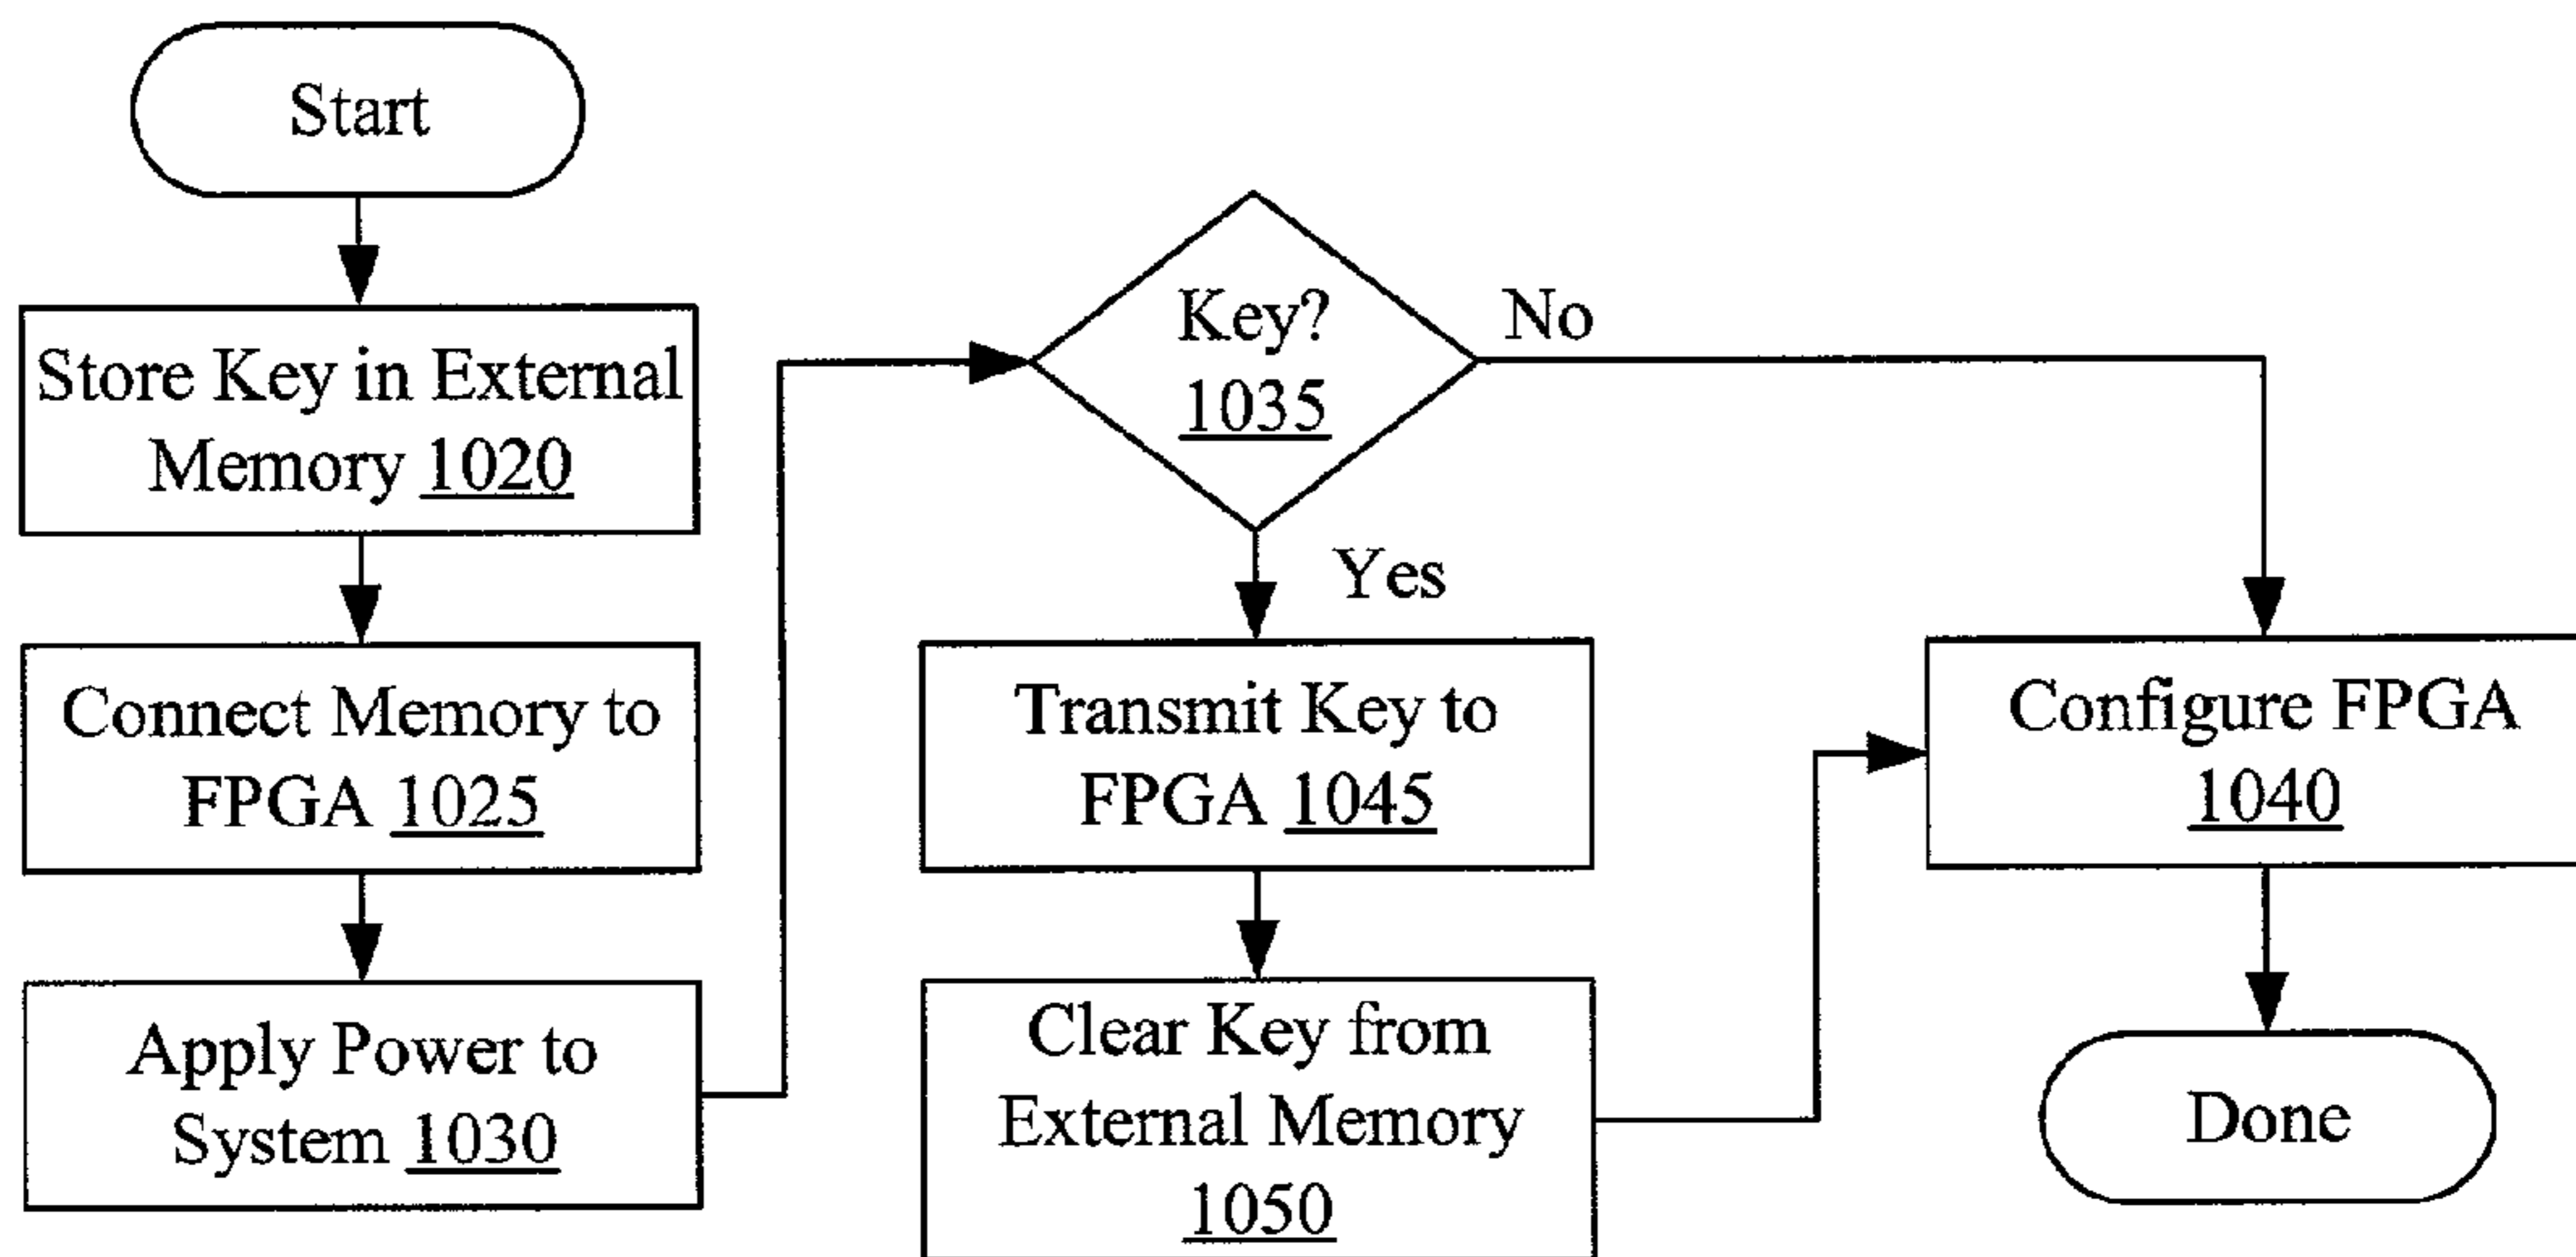 Start
Store Key in External
Memory 1020
Connect Memory to
FPGA 1025
Apply Power to
System 1030
Key?
1035
No
Yes
Transmit Key to
FPGA 1045
Clear Key from
External Memory
1050
Configure FPGA
1040
Done